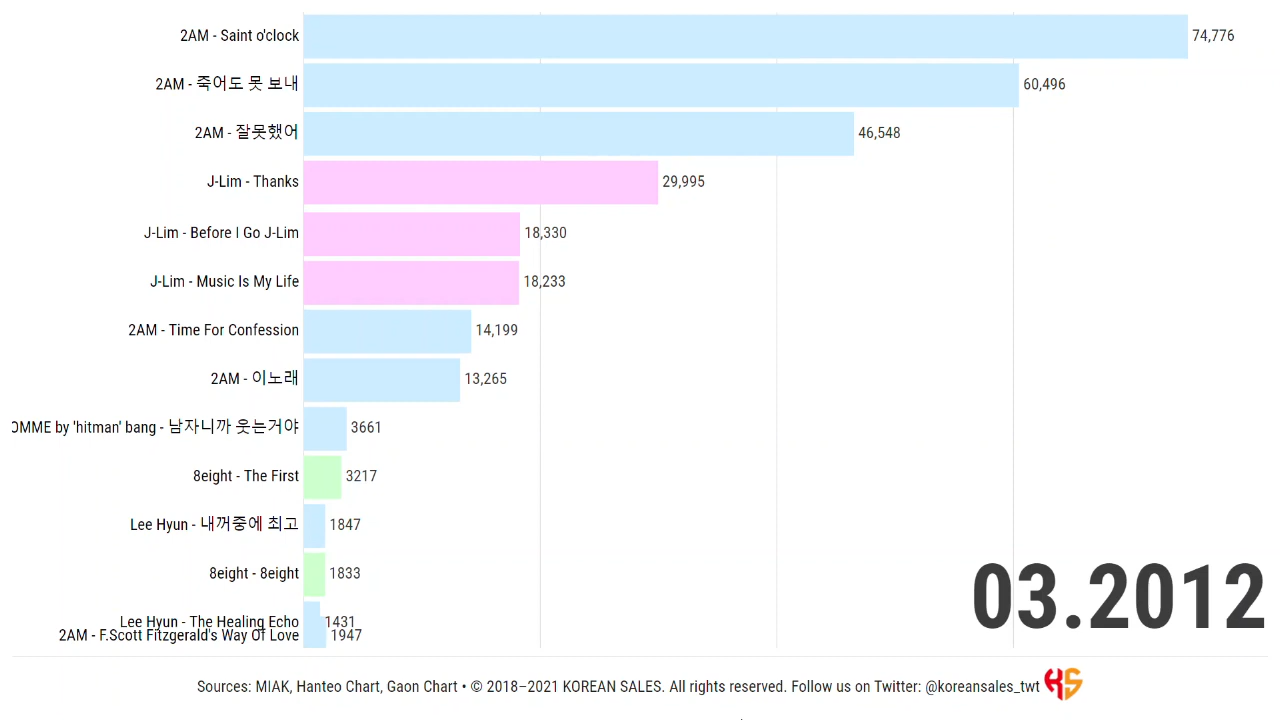 2AM - Saint o'clock 74,776
2AM - 죽어도 못 보내 60,496
2AM - 잘못했어 46,548
J-Lim - Thanks 29,995
J-Lim - Before I Go J-Lim 18,330
J-Lim - Music Is My Life 18,233
2AM - Time For Confession 14,199
2AM - 이노래 13,265
OMME by 'hitman' bang - 남자니까 웃는거야 3661
8eight - The First 3217
Lee Hyun - 내꺼중에 최고 1847
8eight - 8eight 1833
Lee Hyun - The Healing Echo 1431
2AM - F.Scott Fitzgerald's Way Of Love 1947
03.2012
Sources: MIAK, Hanteo Chart, Gaon Chart • © 2018–2021 KOREAN SALES. All rights reserved. Follow us on Twitter: @koreansales_twt KS